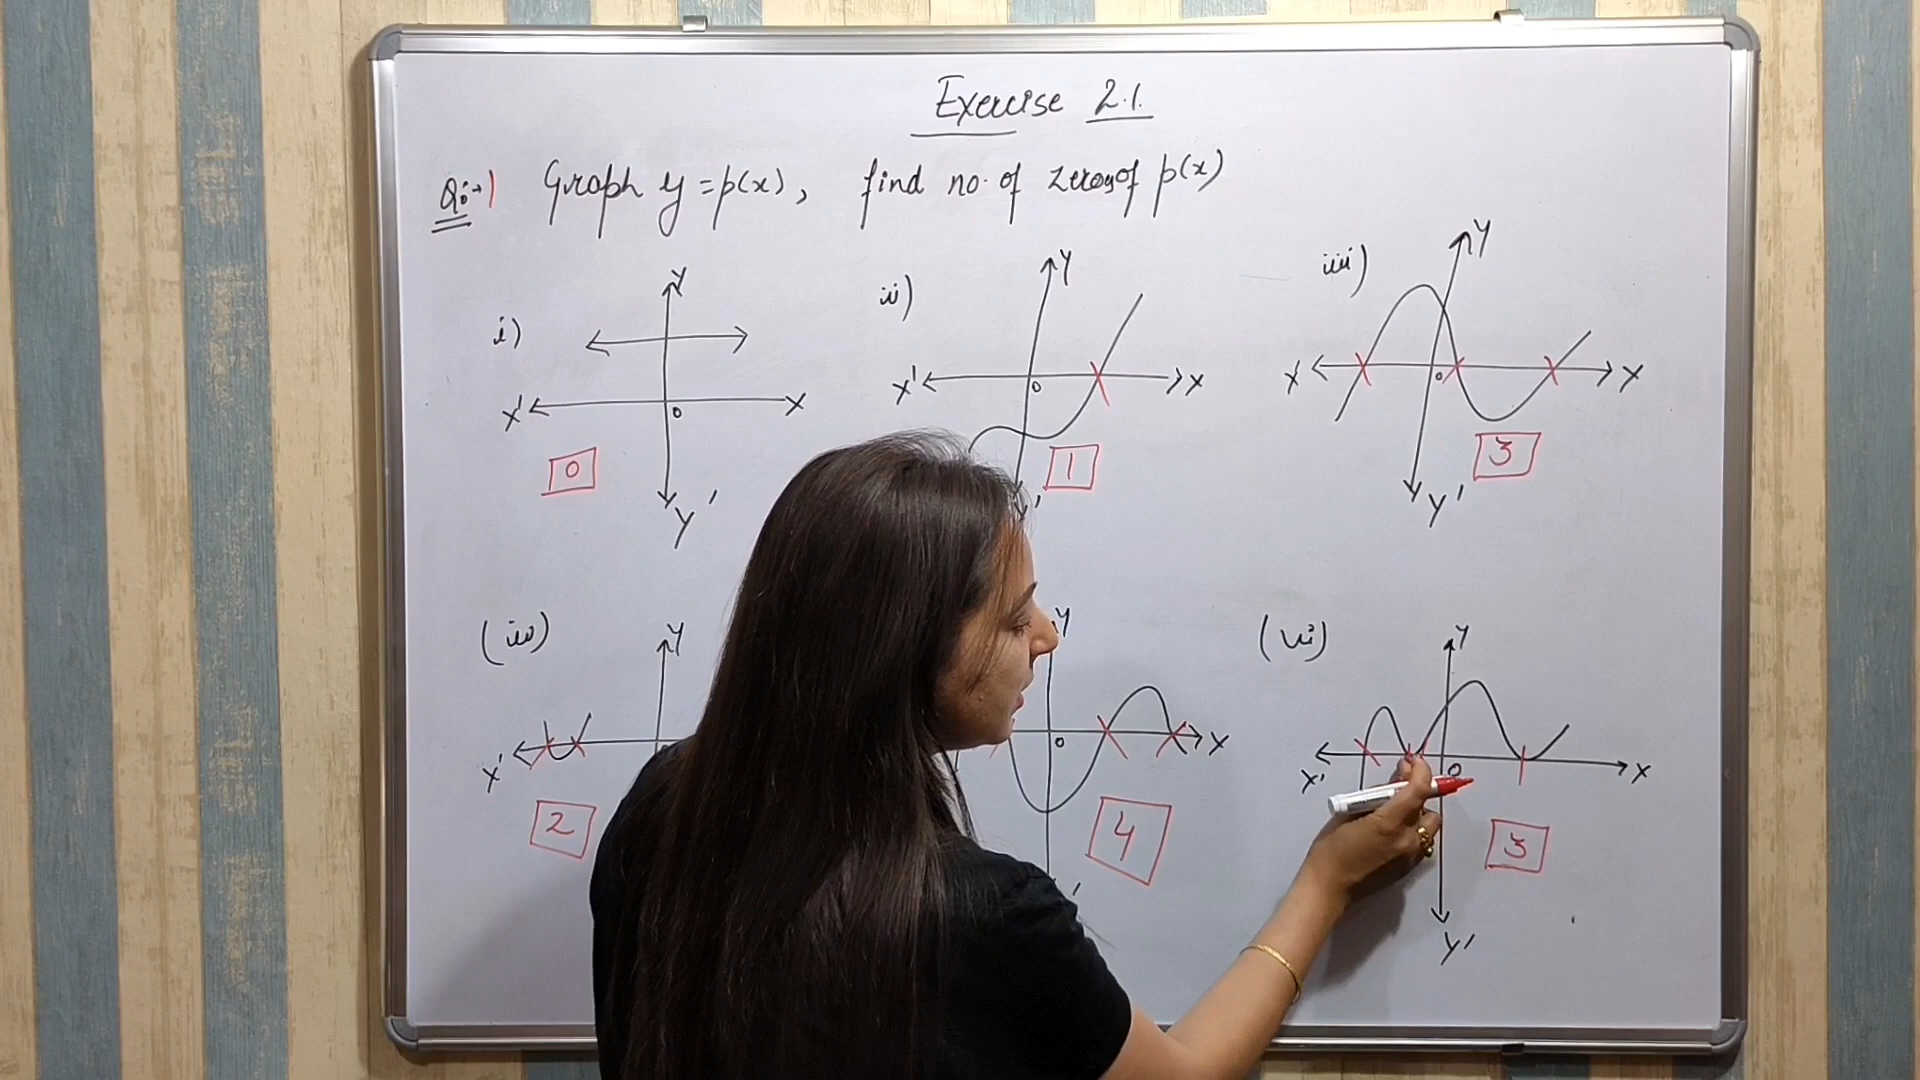 Exercise 2.1.
Q:→1 Graph y = p(x), find no. of zeroes of p(x)
i)
Y
X'
X
0
Y'
0
ii)
Y
X'
X
0
1
iii)
Y
X
X
0
Y'
3
(iv)
Y
X'
2
Y
0
X
4
(vi)
Y
X'
0
X
3
Y'